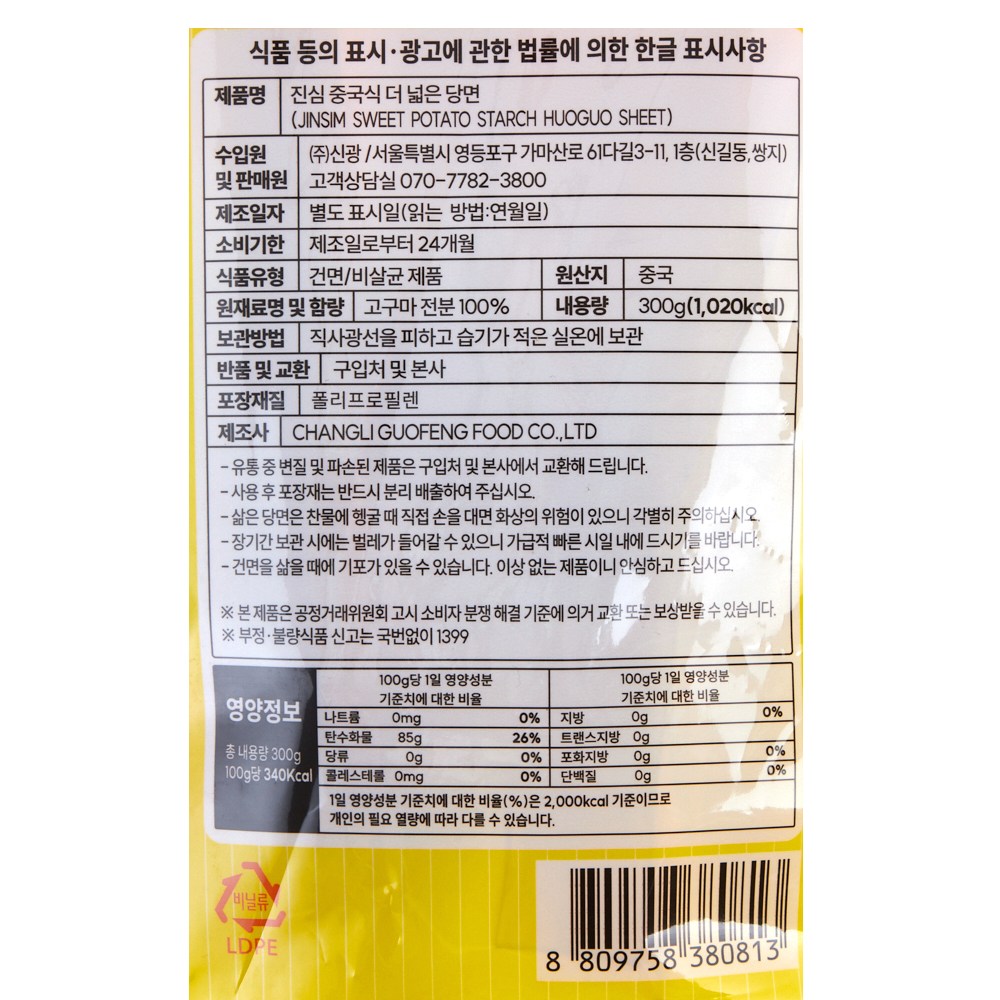 식품 등의 표시·광고에 관한 법률에 의한 한글 표시사항
제품명 진심 중국식 더 넓은 당면
(JINSIM SWEET POTATO STARCH HUOGUO SHEET)
수입원 및 판매원 (주)신광 /서울특별시 영등포구 가마산로 61다길3-11, 1층(신길동,쌍지)
고객상담실 070-7782-3800
제조일자 별도 표시일(읽는 방법:연월일)
소비기한 제조일로부터 24개월
식품유형 건면/비살균 제품 원산지 중국
원재료명 및 함량 고구마 전분 100% 내용량 300g(1,020kcal)
보관방법 직사광선을 피하고 습기가 적은 실온에 보관
반품 및 교환 구입처 및 본사
포장재질 폴리프로필렌
제조사 CHANGLI GUOFENG FOOD CO.,LTD
- 유통 중 변질 및 파손된 제품은 구입처 및 본사에서 교환해 드립니다.
- 사용 후 포장재는 반드시 분리 배출하여 주십시오.
- 삶은 당면은 찬물에 헹굴 때 직접 손을 대면 화상의 위험이 있으니 각별히 주의하십시오.
- 장기간 보관 시에는 벌레가 들어갈 수 있으니 가급적 빠른 시일 내에 드시기를 바랍니다.
- 건면을 삶을 때에 기포가 있을 수 있습니다. 이상 없는 제품이니 안심하고 드십시오.
※ 본 제품은 공정거래위원회 고시 소비자 분쟁 해결 기준에 의거 교환 또는 보상받을 수 있습니다.
※ 부정·불량식품 신고는 국번없이 1399
영양정보
총 내용량 300g
100g당 340Kcal
100g당 1일 영양성분
기준치에 대한 비율
100g당 1일 영양성분
기준치에 대한 비율
나트륨 0mg 0% 지방 0g 0%
탄수화물 85g 26% 트랜스지방 0g
당류 0g 0% 포화지방 0g 0%
콜레스테롤 0mg 0% 단백질 0g 0%
1일 영양성분 기준치에 대한 비율(%)은 2,000kcal 기준이므로
개인의 필요 열량에 따라 다를 수 있습니다.
비닐류
LDPE
8 809758 380813